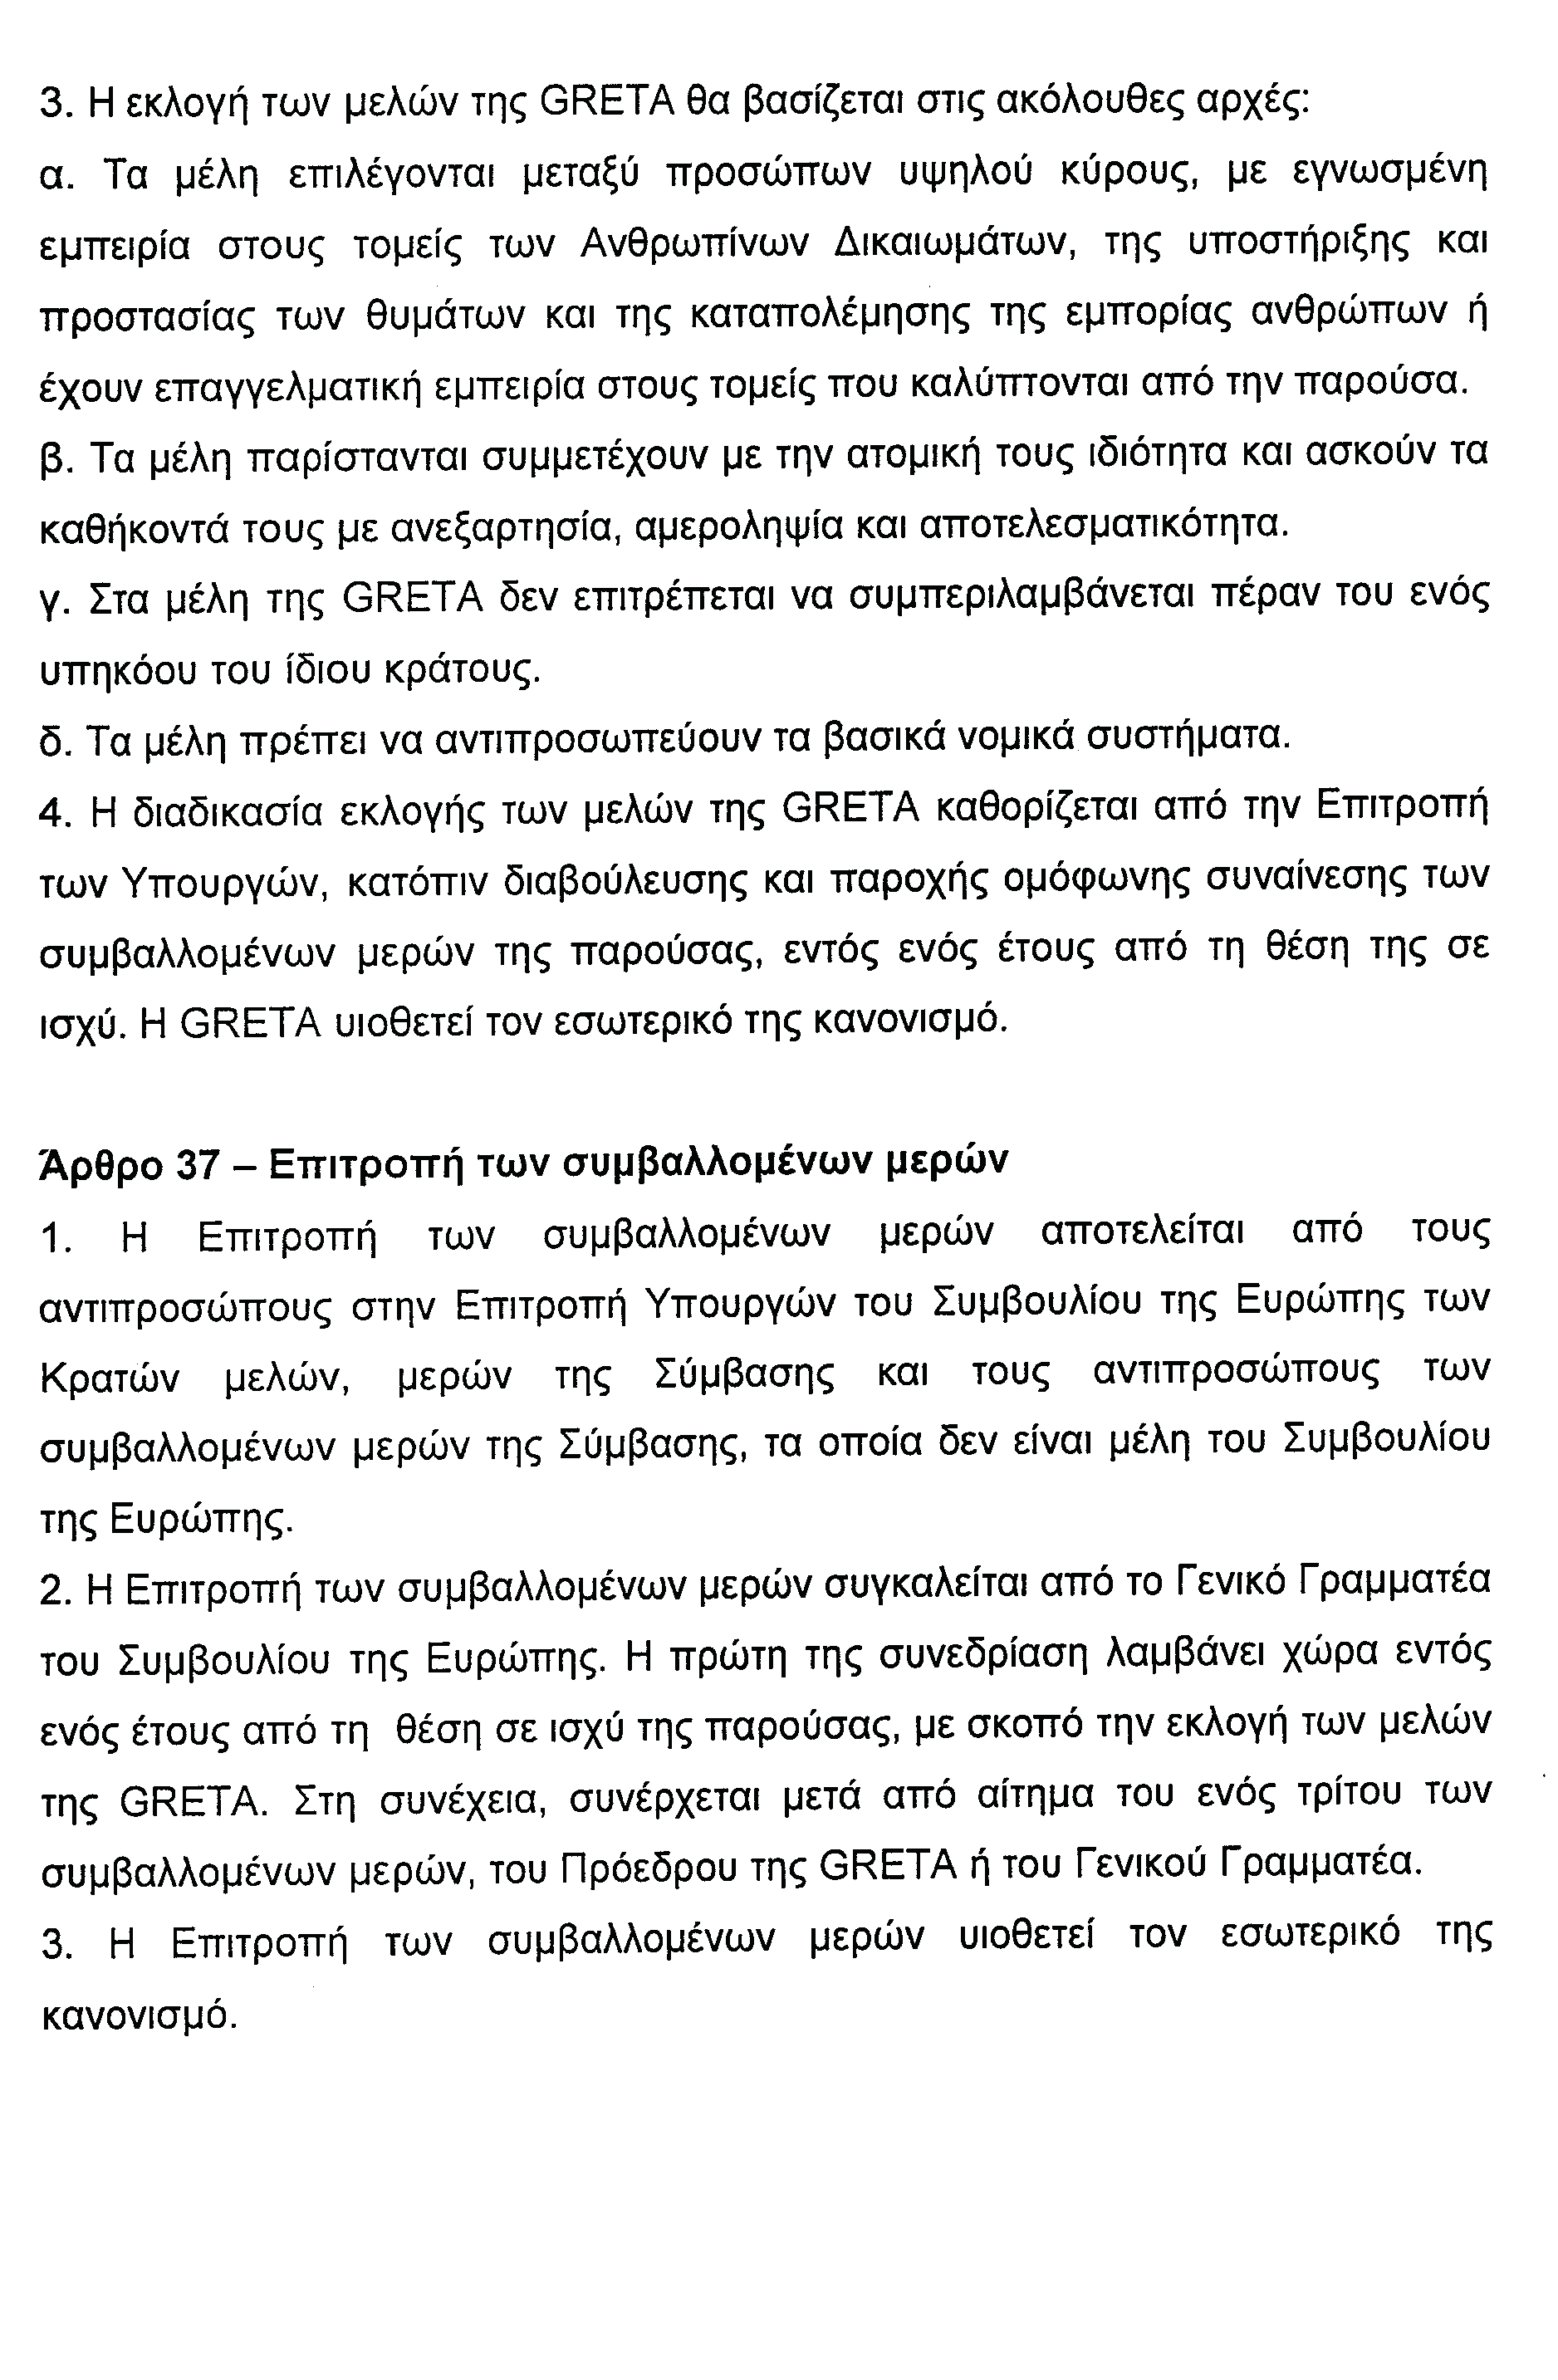 3. Η εκλογή των μελών της GRETA θα βασίζεται στις ακόλουθες αρχές:
α. Τα μέλη επιλέγονται μεταξύ προσώπων υψηλού κύρους, με εγνωσμένη
εμπειρία στους τομείς των Ανθρωπίνων Δικαιωμάτων, της υποστήριξης και
προστασίας των θυμάτων και της καταπολέμησης της εμπορίας ανθρώπων ή
έχουν επαγγελματική εμπειρία στους τομείς που καλύπτονται από την παρούσα.
β. Τα μέλη παρίστανται συμμετέχουν με την ατομική τους ιδιότητα και ασκούν τα
καθήκοντά τους με ανεξαρτησία, αμεροληψία και αποτελεσματικότητα.
γ. Στα μέλη της GRETA δεν επιτρέπεται να συμπεριλαμβάνεται πέραν του ενός
υπηκόου του ίδιου κράτους.
δ. Τα μέλη πρέπει να αντιπροσωπεύουν τα βασικά νομικά συστήματα.
4. Η διαδικασία εκλογής των μελών της GRETA καθορίζεται από την Επιτροπή
των Υπουργών, κατόπιν διαβούλευσης και παροχής ομόφωνης συναίνεσης των
συμβαλλομένων μερών της παρούσας, εντός ενός έτους από τη θέση της σε
ισχύ. Η GRETA υιοθετεί τον εσωτερικό της κανονισμό.
Άρθρο 37 – Επιτροπή των συμβαλλομένων μερών
1. Η Επιτροπή των συμβαλλομένων μερών αποτελείται από τους
αντιπροσώπους στην Επιτροπή Υπουργών του Συμβουλίου της Ευρώπης των
Κρατών μελών, μερών της Σύμβασης και τους αντιπροσώπους των
συμβαλλομένων μερών της Σύμβασης, τα οποία δεν είναι μέλη του Συμβουλίου
της Ευρώπης.
2. Η Επιτροπή των συμβαλλομένων μερών συγκαλείται από το Γενικό Γραμματέα
του Συμβουλίου της Ευρώπης. Η πρώτη της συνεδρίαση λαμβάνει χώρα εντός
ενός έτους από τη θέση σε ισχύ της παρούσας, με σκοπό την εκλογή των μελών
της GRETA. Στη συνέχεια, συνέρχεται μετά από αίτημα του ενός τρίτου των
συμβαλλομένων μερών, του Πρόεδρου της GRETA ή του Γενικού Γραμματέα.
3. Η Επιτροπή των συμβαλλομένων μερών υιοθετεί τον εσωτερικό της
κανονισμό.